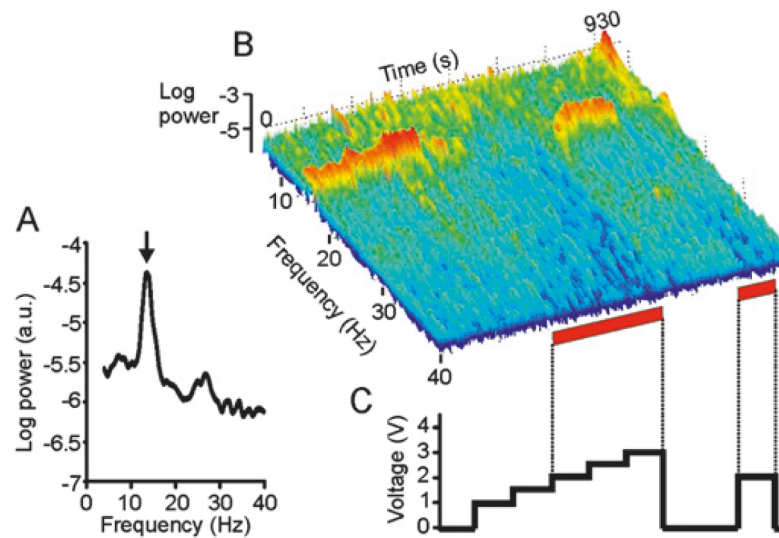 B
930
Time (s)
Log
power
-3
-5
0
10
20
30
40
Frequency (Hz)
A
-4
-4.5
-5
-5.5
-6
-6.5
-7
Log power (a.u.)
0 10 20 30 40
Frequency (Hz)
C
4
3
2
1
0
Voltage (V)